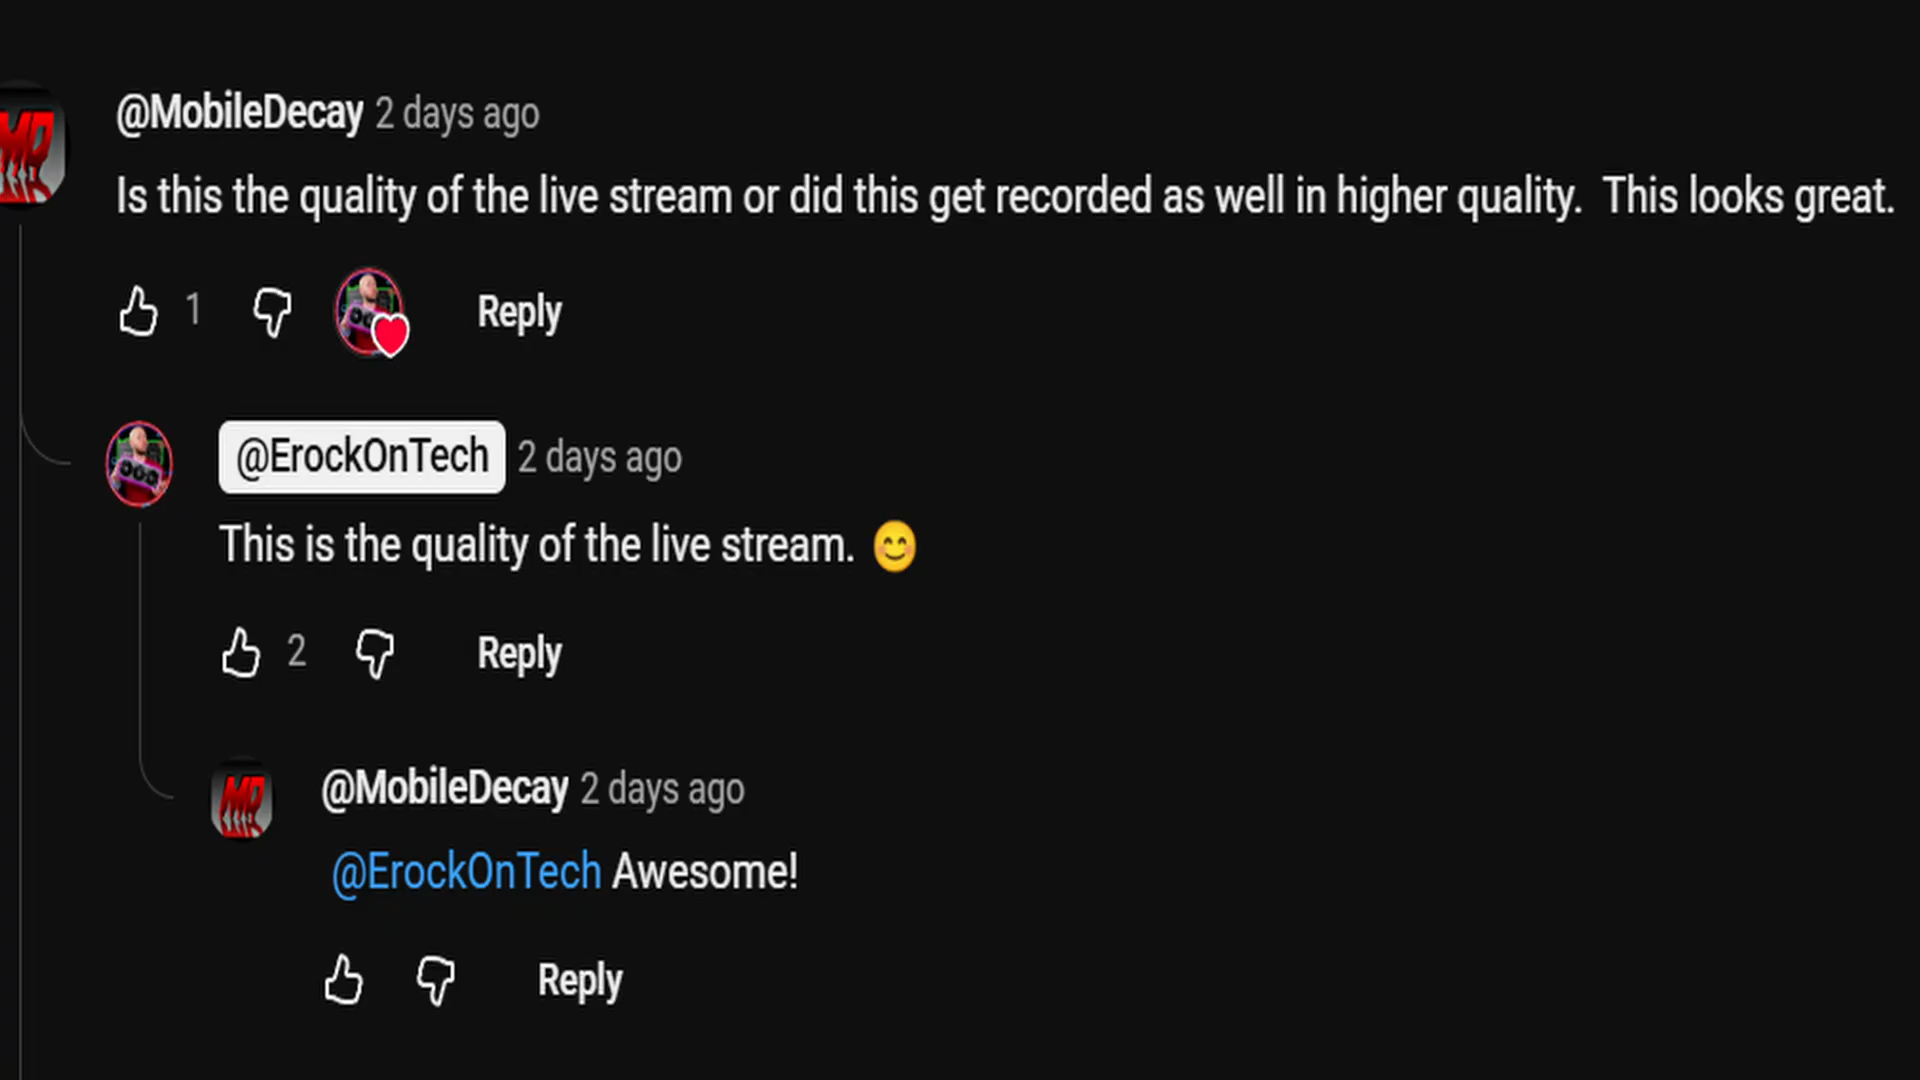 @MobileDecay 2 days ago
Is this the quality of the live stream or did this get recorded as well in higher quality.  This looks great.
1 Reply
@ErockOnTech 2 days ago
This is the quality of the live stream. 😊
2 Reply
@MobileDecay 2 days ago
@ErockOnTech Awesome!
Reply